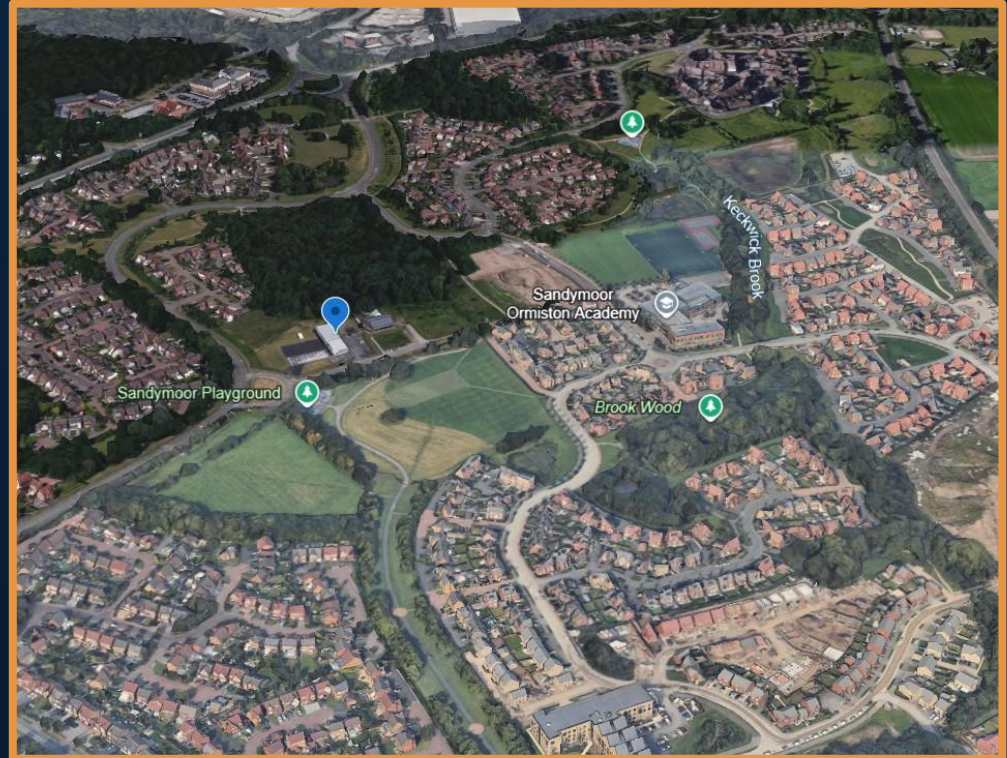 Keckwick Brook
Sandymoor
Ormiston Academy
Sandymoor Playground
Brook Wood